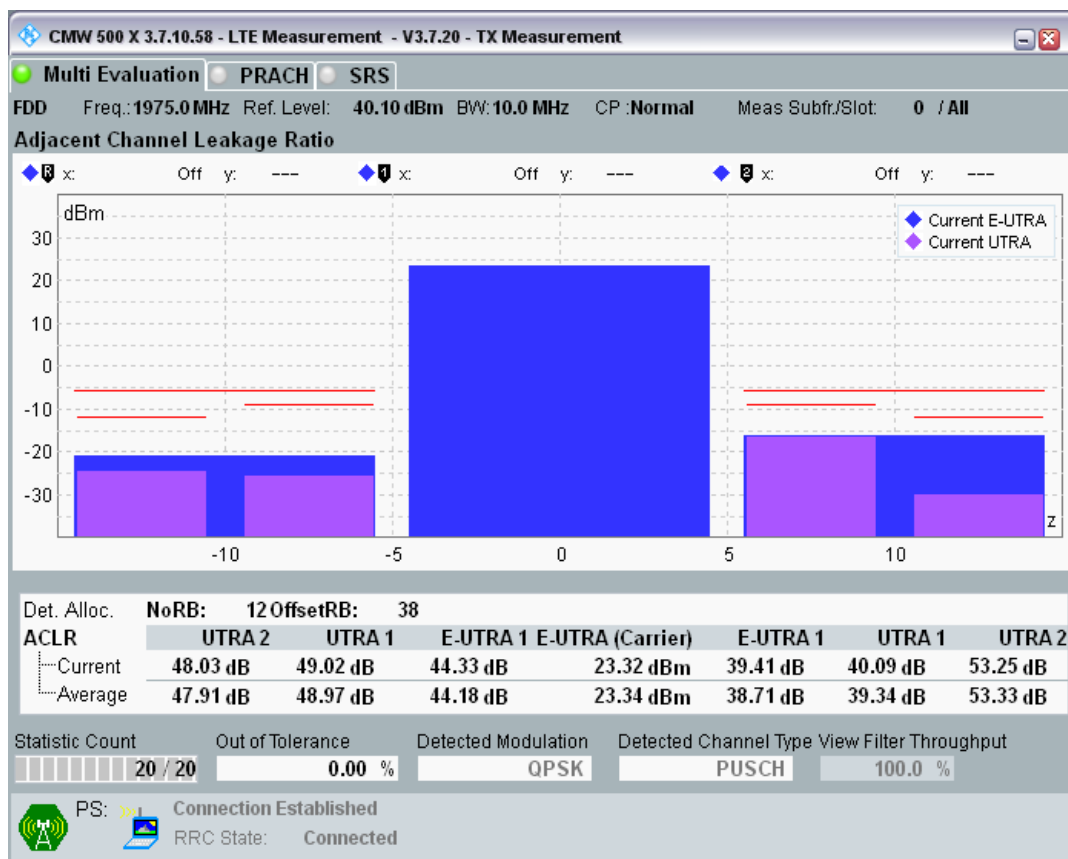 CMW 500 X 3.7.10.58 - LTE Measurement - V3.7.20 - TX Measurement
Multi Evaluation PRACH SRS
FDD Freq.:1975.0 MHz Ref. Level: 40.10 dBm BW: 10.0 MHz CP :Normal Meas Subfr./Slot: 0 / All
Adjacent Channel Leakage Ratio
R x: Off y: --- 1 x: Off y: --- 2 x: Off y: ---
dBm
Current E-UTRA
Current UTRA
30
20
10
0
-10
-20
-30
z
-10 -5 0 5 10
Det. Alloc. NoRB: 12 OffsetRB: 38
ACLR UTRA 2 UTRA 1 E-UTRA 1 E-UTRA (Carrier) E-UTRA 1 UTRA 1 UTRA 2
Current 48.03 dB 49.02 dB 44.33 dB 23.32 dBm 39.41 dB 40.09 dB 53.25 dB
Average 47.91 dB 48.97 dB 44.18 dB 23.34 dBm 38.71 dB 39.34 dB 53.33 dB
Statistic Count Out of Tolerance Detected Modulation Detected Channel Type View Filter Throughput
20 / 20 0.00 % QPSK PUSCH 100.0 %
PS: Connection Established
RRC State: Connected